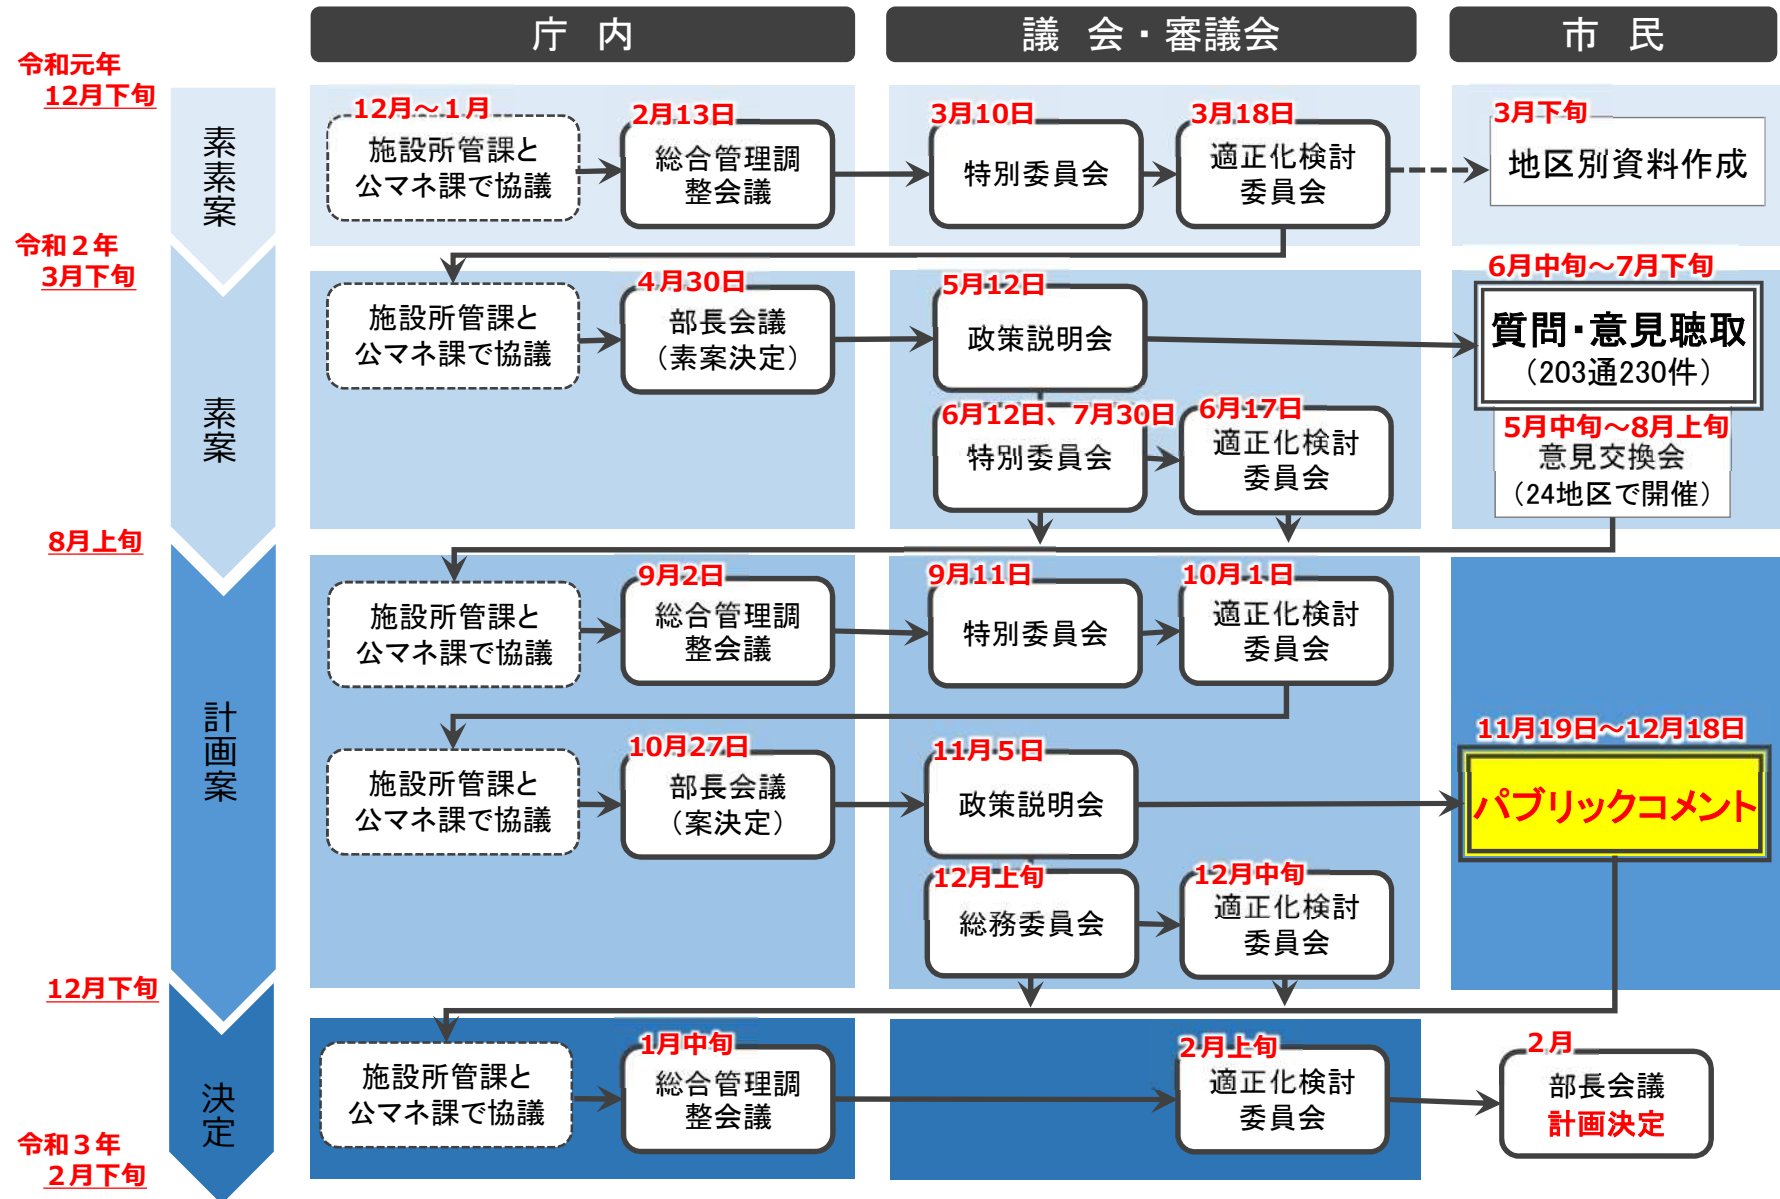 庁 内
議 会・審議会
市 民
令和元年
12月下旬
素素案
12月～1月
施設所管課と
公マネ課で協議
2月13日
総合管理調
整会議
3月10日
特別委員会
3月18日
適正化検討
委員会
3月下旬
地区別資料作成
令和2年
3月下旬
素案
施設所管課と
公マネ課で協議
4月30日
部長会議
（素案決定）
5月12日
政策説明会
6月中旬～7月下旬
質問・意見聴取
（203通230件）
6月12日、7月30日
特別委員会
6月17日
適正化検討
委員会
5月中旬～8月上旬
意見交換会
（24地区で開催）
8月上旬
計画案
施設所管課と
公マネ課で協議
9月2日
総合管理調
整会議
9月11日
特別委員会
10月1日
適正化検討
委員会
施設所管課と
公マネ課で協議
10月27日
部長会議
（案決定）
11月5日
政策説明会
11月19日～12月18日
パブリックコメント
12月上旬
総務委員会
12月中旬
適正化検討
委員会
12月下旬
決定
施設所管課と
公マネ課で協議
1月中旬
総合管理調
整会議
2月上旬
適正化検討
委員会
2月
部長会議
計画決定
令和3年
2月下旬